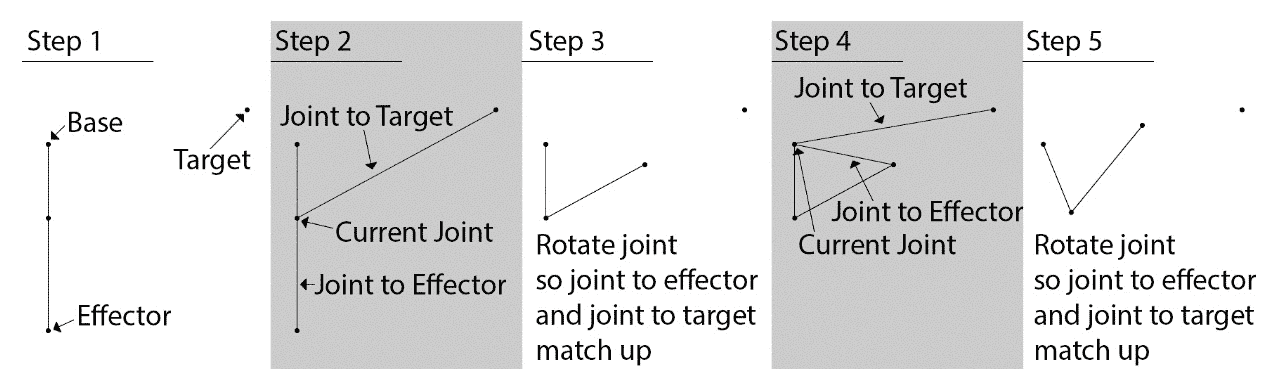 Step 1
Base
Target
Effector
Step 2
Joint to Target
Current Joint
Joint to Effector
Step 3
Rotate joint
so joint to effector
and joint to target
match up
Step 4
Joint to Target
Joint to Effector
Current Joint
Step 5
Rotate joint
so joint to effector
and joint to target
match up